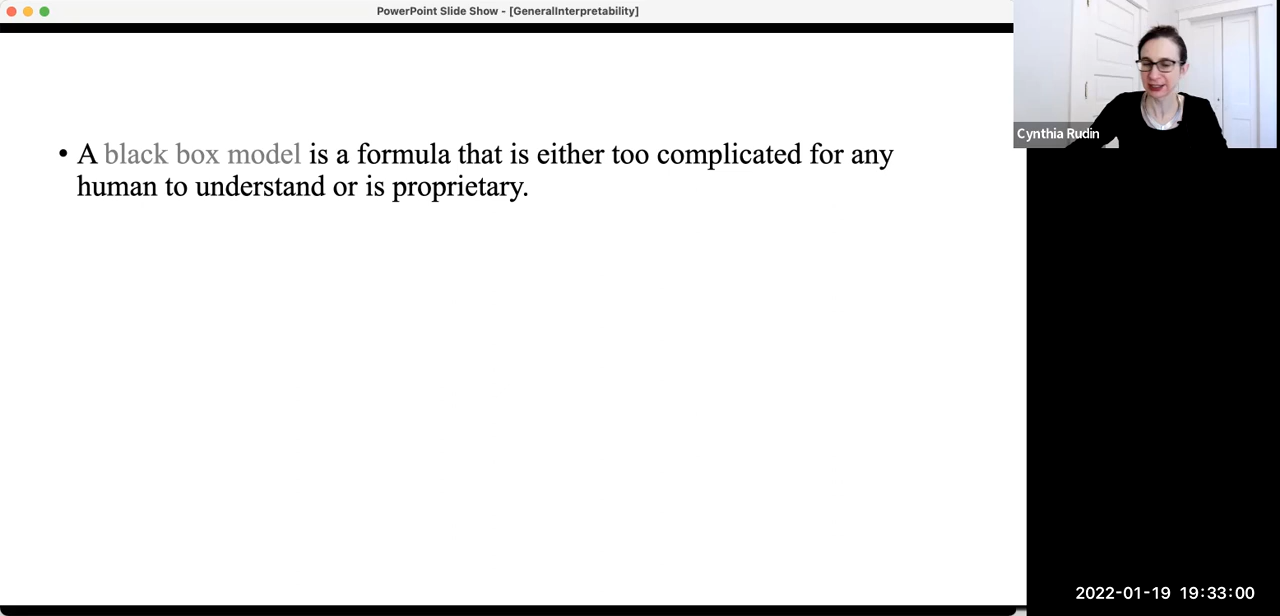 PowerPoint Slide Show - [GeneralInterpretability]
Cynthia Rudin
• A black box model is a formula that is either too complicated for any
human to understand or is proprietary.
2022-01-19 19:33:00